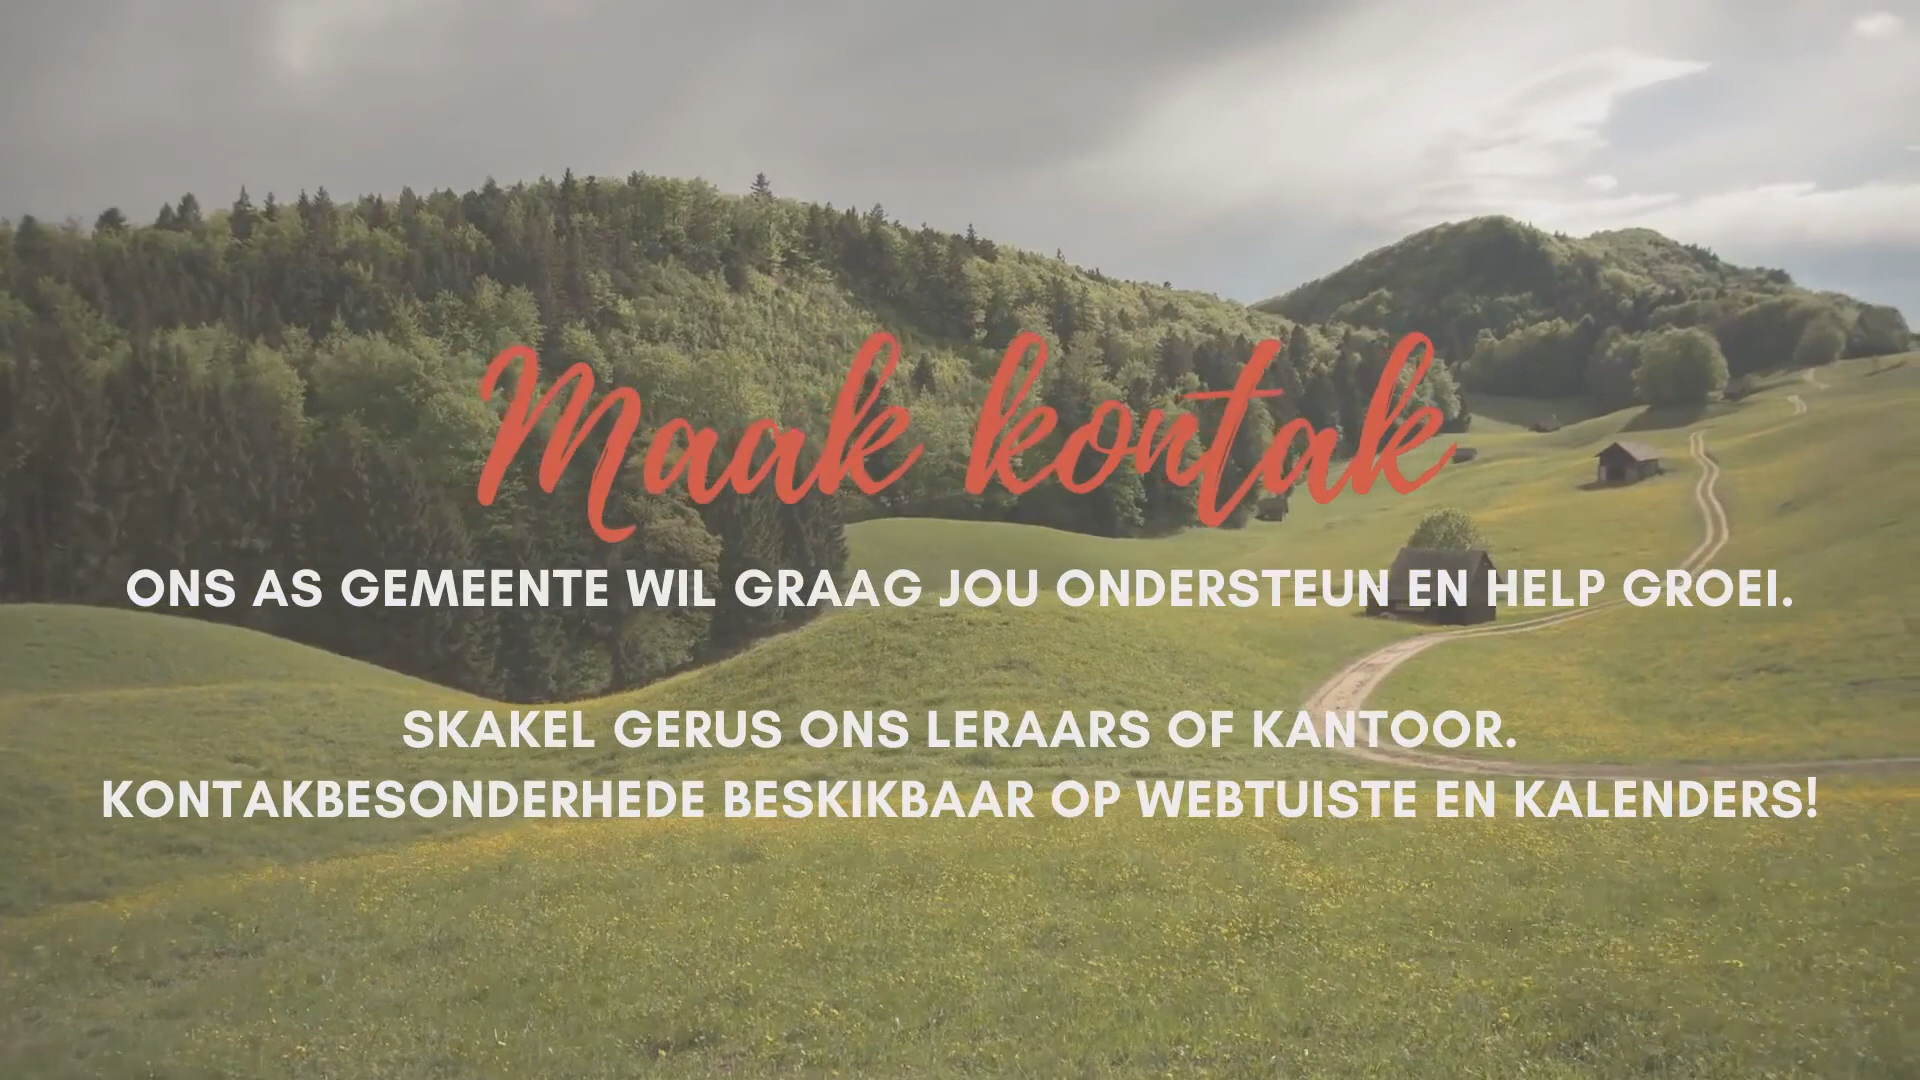 Maak kontak
ONS AS GEMEENTE WIL GRAAG JOU ONDERSTEUN EN HELP GROEI.
SKAKEL GERUS ONS LERAARS OF KANTOOR.
KONTAKBESONDERHEDE BESKIKBAAR OP WEBTUISTE EN KALENDERS!